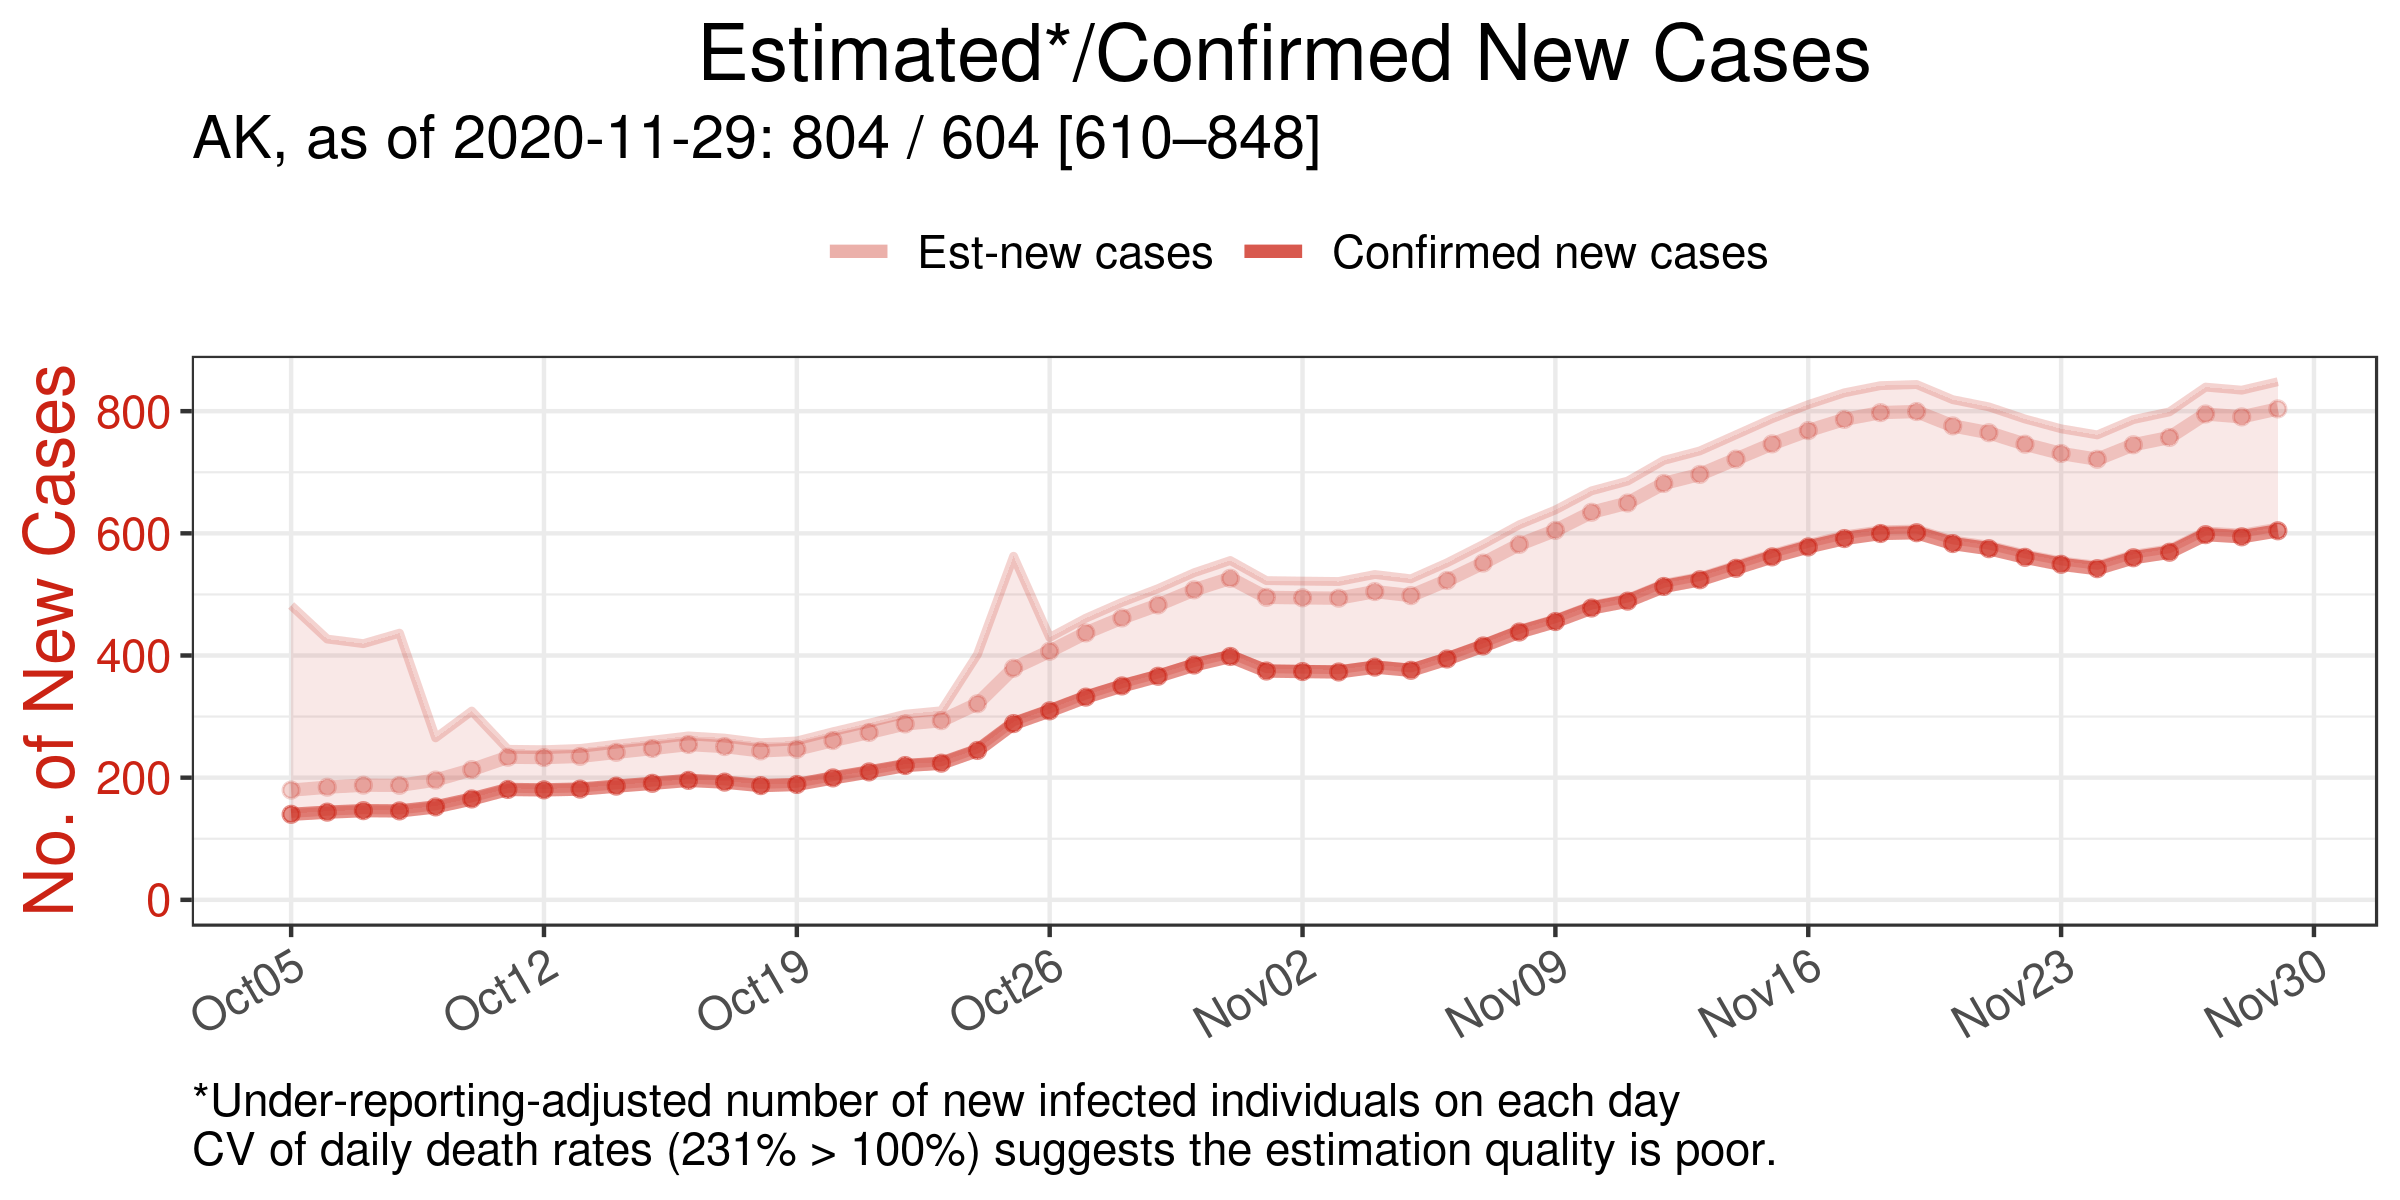 Estimated*/Confirmed New Cases
AK, as of 2020-11-29: 804 / 604 [610–848]
Est-new cases
Confirmed new cases
No. of New Cases
800
600
400
200
0
Oct05
Oct12
Oct19
Oct26
Nov02
Nov09
Nov16
Nov23
Nov30
*Under-reporting-adjusted number of new infected individuals on each day
CV of daily death rates (231% > 100%) suggests the estimation quality is poor.